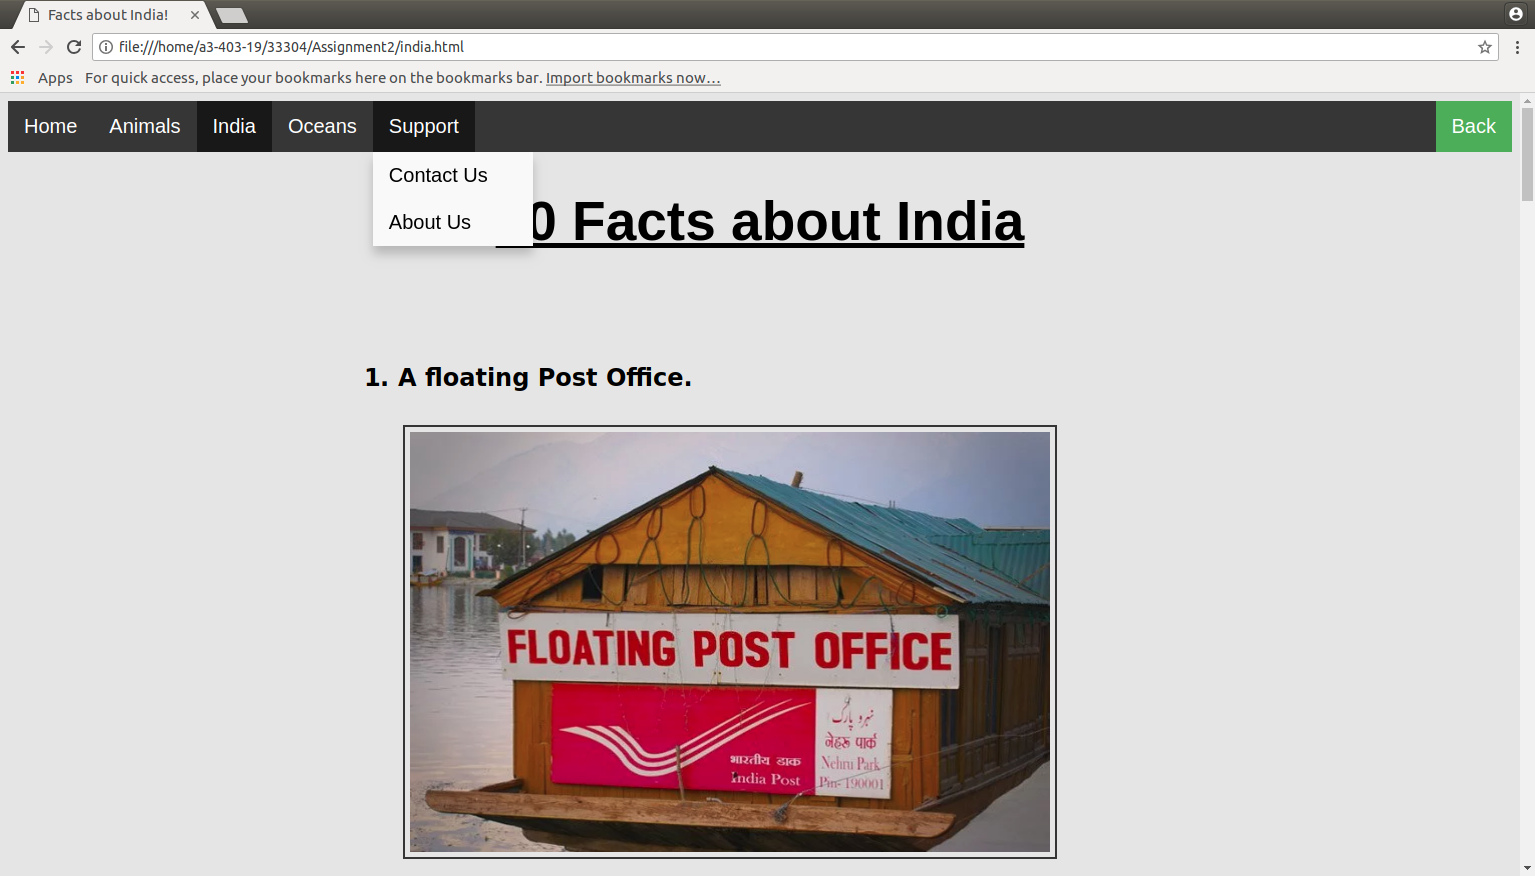 Facts about India!
file:///home/a3-403-19/33304/Assignment2/india.html
Apps For quick access, place your bookmarks here on the bookmarks bar. Import bookmarks now...
Home Animals India Oceans Support Back
Contact Us
About Us
0 Facts about India
1. A floating Post Office.
FLOATING POST OFFICE
نہرو پارک
नेहरू पार्क
Nehru Park
Pin- 190001
भारतीय डाक
India Post